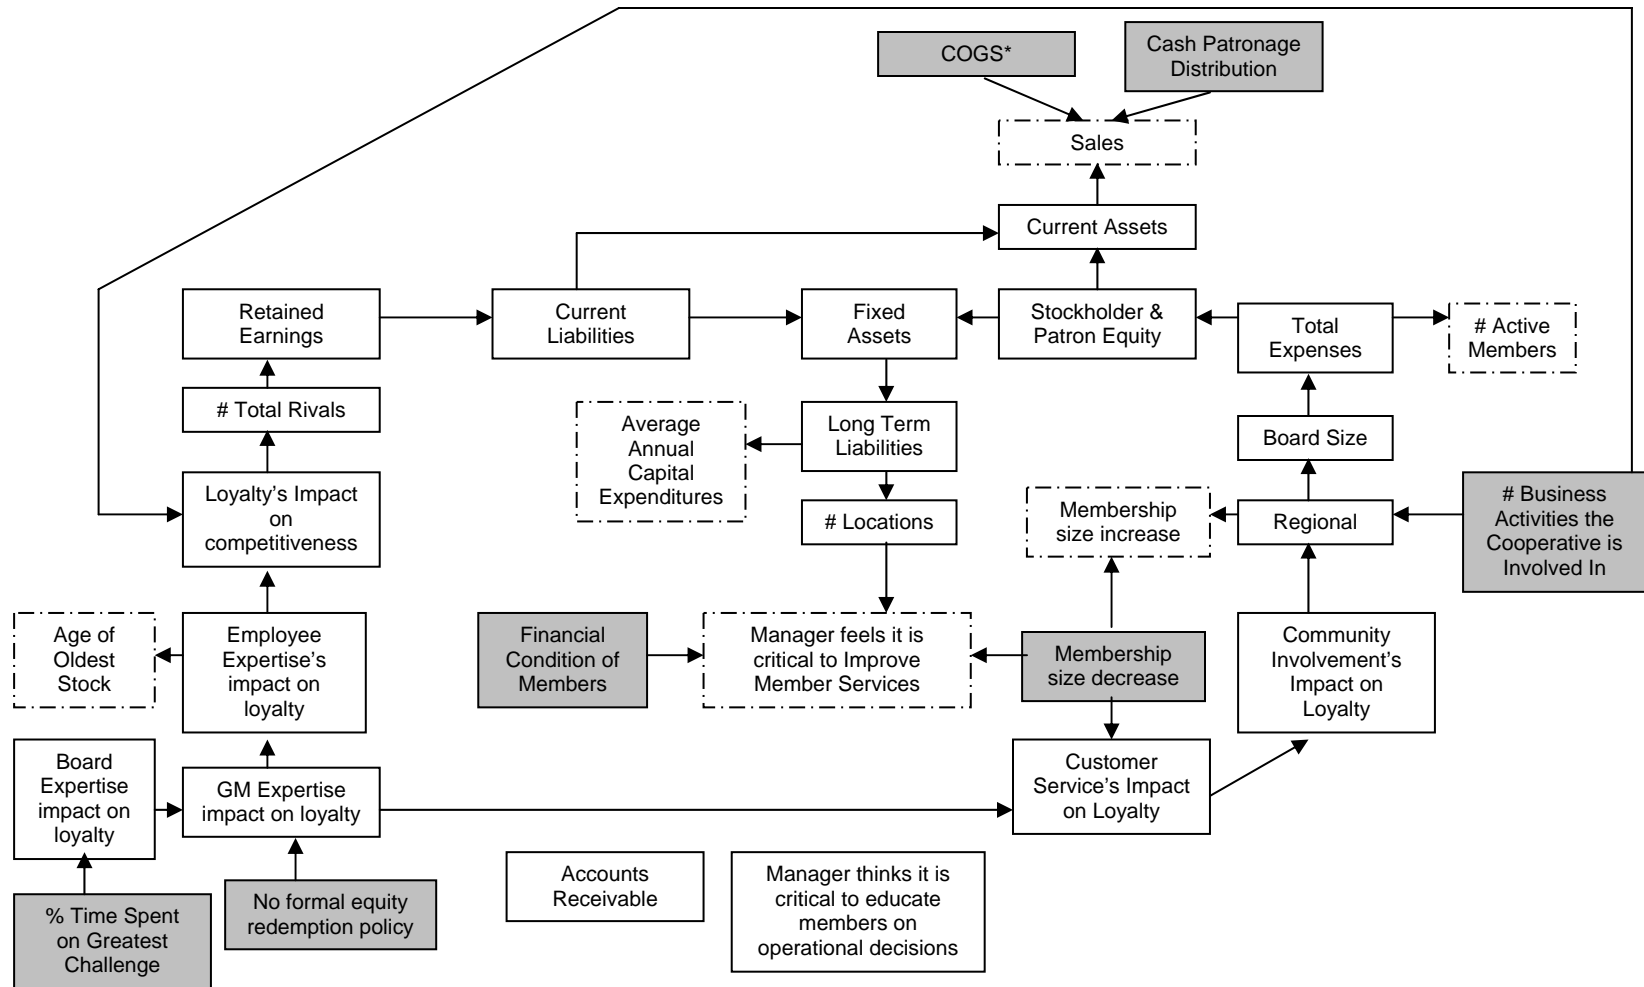 COGS*
Cash Patronage
Distribution
Sales
Current Assets
Retained
Earnings
Current
Liabilities
Fixed
Assets
Stockholder &
Patron Equity
Total
Expenses
# Active
Members
# Total Rivals
Average
Annual
Capital
Expenditures
Long Term
Liabilities
Board Size
Loyalty's Impact
on
competitiveness
# Locations
Membership
size increase
Regional
# Business
Activities the
Cooperative is
Involved In
Age of
Oldest
Stock
Employee
Expertise's
impact on
loyalty
Financial
Condition of
Members
Manager feels it is
critical to Improve
Member Services
Membership
size decrease
Community
Involvement's
Impact on
Loyalty
Board
Expertise
impact on
loyalty
GM Expertise
impact on loyalty
Customer
Service's Impact
on Loyalty
% Time Spent
on Greatest
Challenge
No formal equity
redemption policy
Accounts
Receivable
Manager thinks it is
critical to educate
members on
operational decisions